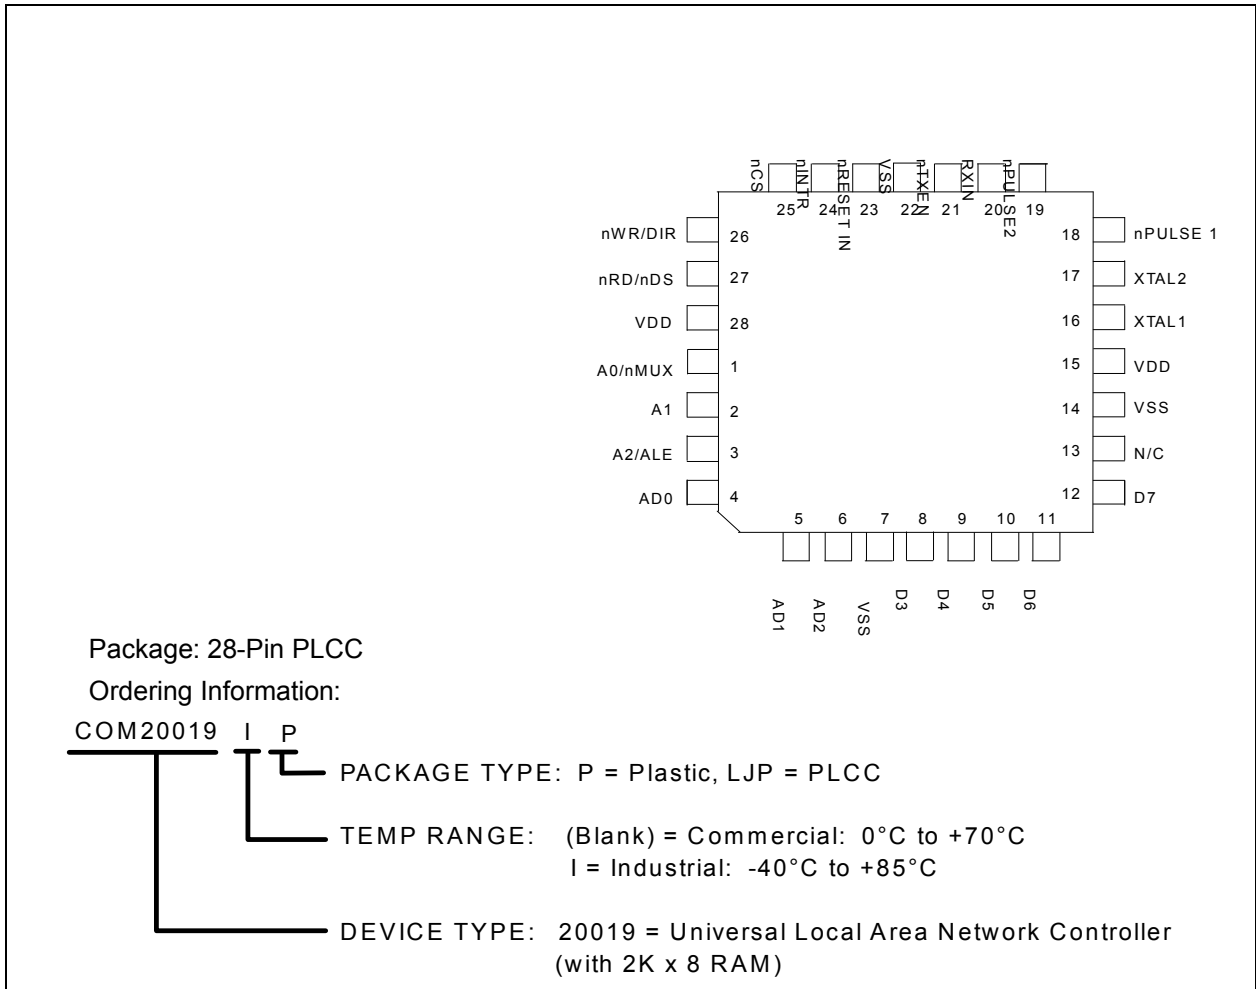 nCS
nINTR
nRESET IN
VSS
nTXEN
RXIN
nPULSE2
25 24 23 22 21 20 19
nWR/DIR 26 18 nPULSE 1
nRD/nDS 27 17 XTAL2
VDD 28 16 XTAL1
A0/nMUX 1 15 VDD
A1 2 14 VSS
A2/ALE 3 13 N/C
AD0 4 12 D7
5 6 7 8 9 10 11
AD1
AD2
VSS
D3
D4
D5
D6
Package: 28-Pin PLCC
Ordering Information:
COM20019 I P
PACKAGE TYPE: P = Plastic, LJP = PLCC
TEMP RANGE: (Blank) = Commercial: 0°C to +70°C
I = Industrial: -40°C to +85°C
DEVICE TYPE: 20019 = Universal Local Area Network Controller
(with 2K x 8 RAM)